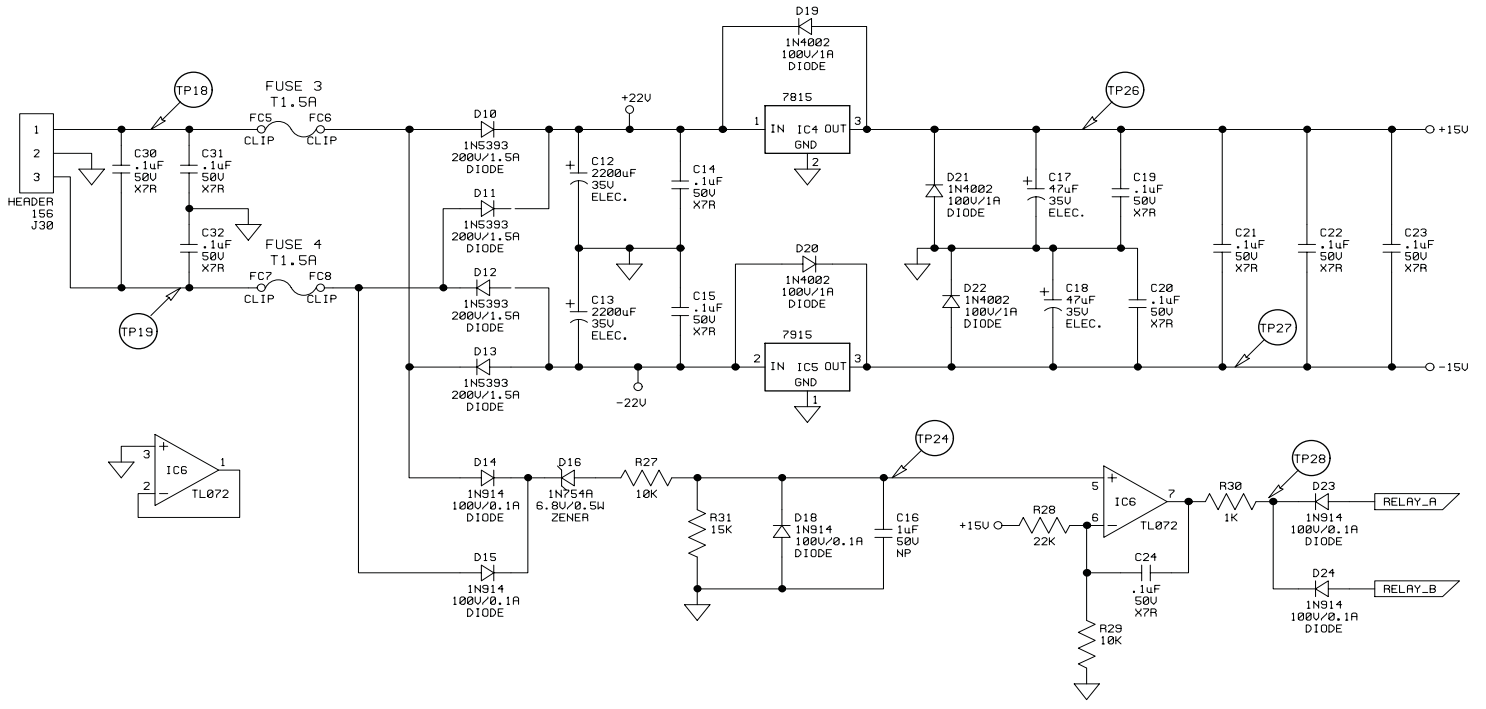 D19
1N4002
100V/1A
DIODE
TP18
FUSE 3
T1.5A
FC5
FC6
CLIP
CLIP
1
2
3
HEADER
156
J30
C30
.1uF
50V
X7R
C31
.1uF
50V
X7R
C32
.1uF
50V
X7R
FUSE 4
T1.5A
FC7
FC8
CLIP
CLIP
TP19
D10
1N5393
200V/1.5A
DIODE
D11
1N5393
200V/1.5A
DIODE
D12
1N5393
200V/1.5A
DIODE
D13
1N5393
200V/1.5A
DIODE
+22V
C12
2200uF
35V
ELEC.
+
C13
2200uF
35V
ELEC.
+
-22V
C14
.1uF
50V
X7R
C15
.1uF
50V
X7R
7815
1
IN IC4 OUT
3
GND
2
D20
1N4002
100V/1A
DIODE
7915
2
IN IC5 OUT
3
GND
1
TP26
D21
1N4002
100V/1A
DIODE
D22
1N4002
100V/1A
DIODE
+
C17
47uF
35V
ELEC.
+
C18
47uF
35V
ELEC.
C19
.1uF
50V
X7R
C20
.1uF
50V
X7R
C21
.1uF
50V
X7R
C22
.1uF
50V
X7R
C23
.1uF
50V
X7R
+15V
TP27
-15V
3
+
IC6
1
2
-
TL072
D14
1N914
100V/0.1A
DIODE
D15
1N914
100V/0.1A
DIODE
D16
1N754A
6.8V/0.5W
ZENER
R27
10K
R31
15K
D18
1N914
100V/0.1A
DIODE
C16
1uF
50V
NP
TP24
+15V
R28
22K
5
+
6
-
IC6
7
TL072
C24
.1uF
50V
X7R
R29
10K
R30
1K
TP28
D23
1N914
100V/0.1A
DIODE
RELAY_A
D24
1N914
100V/0.1A
DIODE
RELAY_B